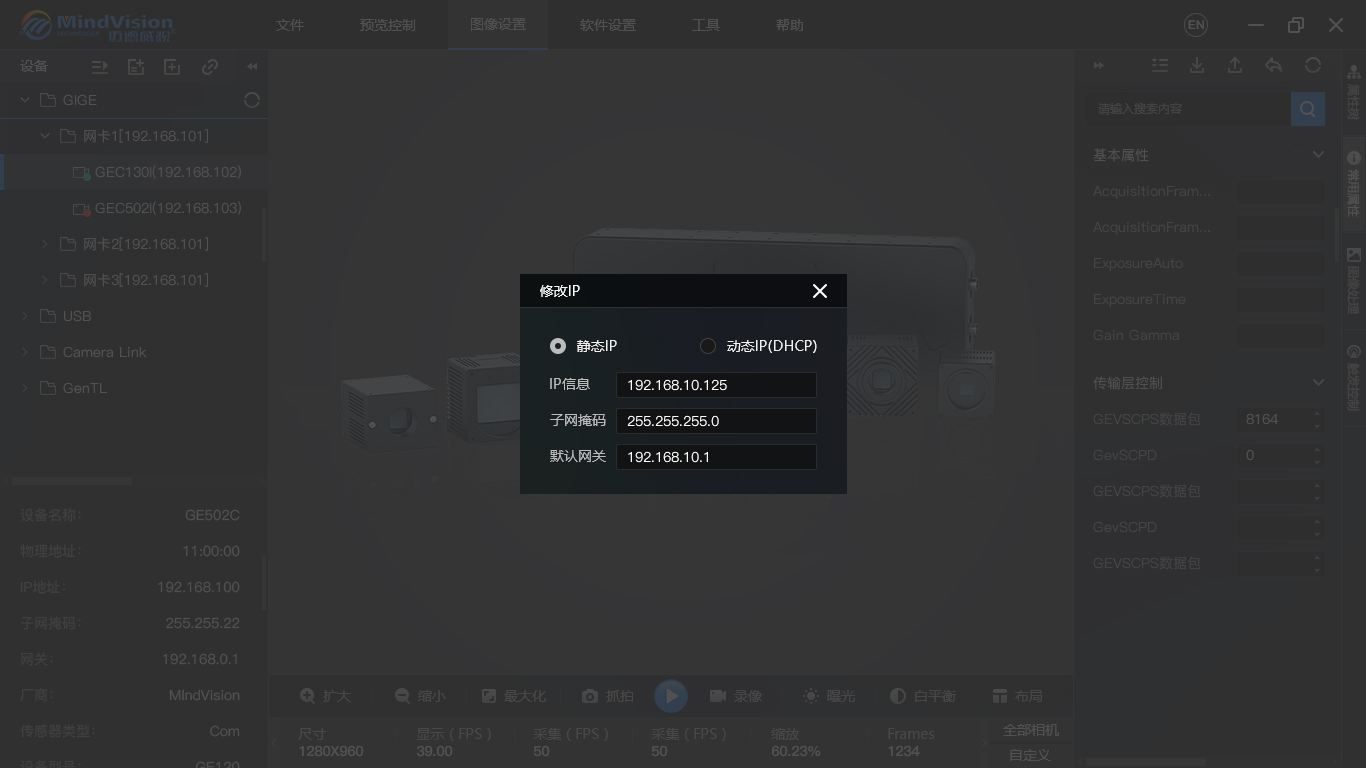 MindVision
文件
预览控制
图像设置
软件设置
工具
帮助
EN
设备
GIGE
网卡1[192.168.101]
GEC130I(192.168.102)
GEC502I(192.168.103)
网卡2[192.168.101]
网卡3[192.168.101]
USB
Camera Link
GenTL
设备名称: GE502C
物理地址: 11:00:00
IP地址: 192.168.100
子网掩码: 255.255.22
网关: 192.168.0.1
厂商: MIndVision
传感器类型: Com
设备型号: GE120
修改IP
静态IP
动态IP(DHCP)
IP信息 192.168.10.125
子网掩码 255.255.255.0
默认网关 192.168.10.1
扩大
缩小
最大化
抓拍
录像
曝光
白平衡
布局
尺寸
1280X960
显示（FPS）
39.00
采集（FPS）
50
采集（FPS）
50
缩放
60.23%
Frames
1234
全部相机
自定义
请输入搜索内容
基本属性
AcquisitionFram...
AcquisitionFram...
ExposureAuto
ExposureTime
Gain Gamma
传输层控制
GEVSCPS数据包 8164
GevSCPD 0
GEVSCPS数据包
GevSCPD
GEVSCPS数据包
属性树
常用属性
图像处理
触发控制